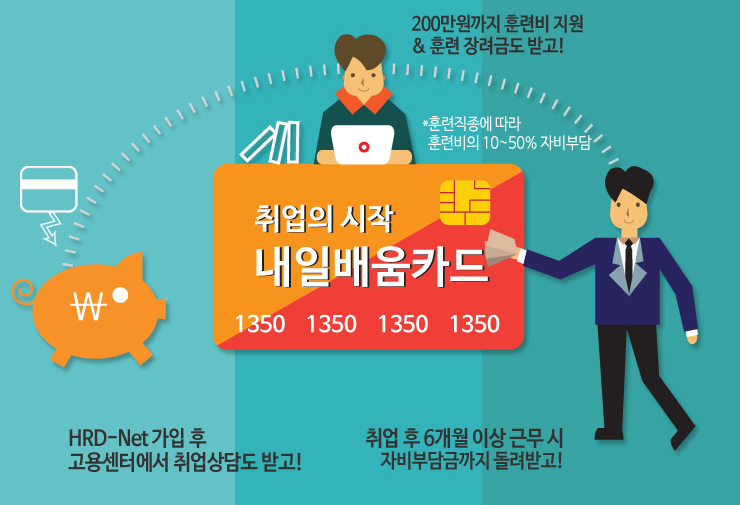 200만원까지 훈련비 지원
& 훈련 장려금도 받고!
*훈련직종에 따라
훈련비의 10~50% 자비부담
취업의 시작
내일배움카드
1350 1350 1350 1350
₩
HRD-Net 가입 후
고용센터에서 취업상담도 받고!
취업 후 6개월 이상 근무 시
자비부담금까지 돌려받고!